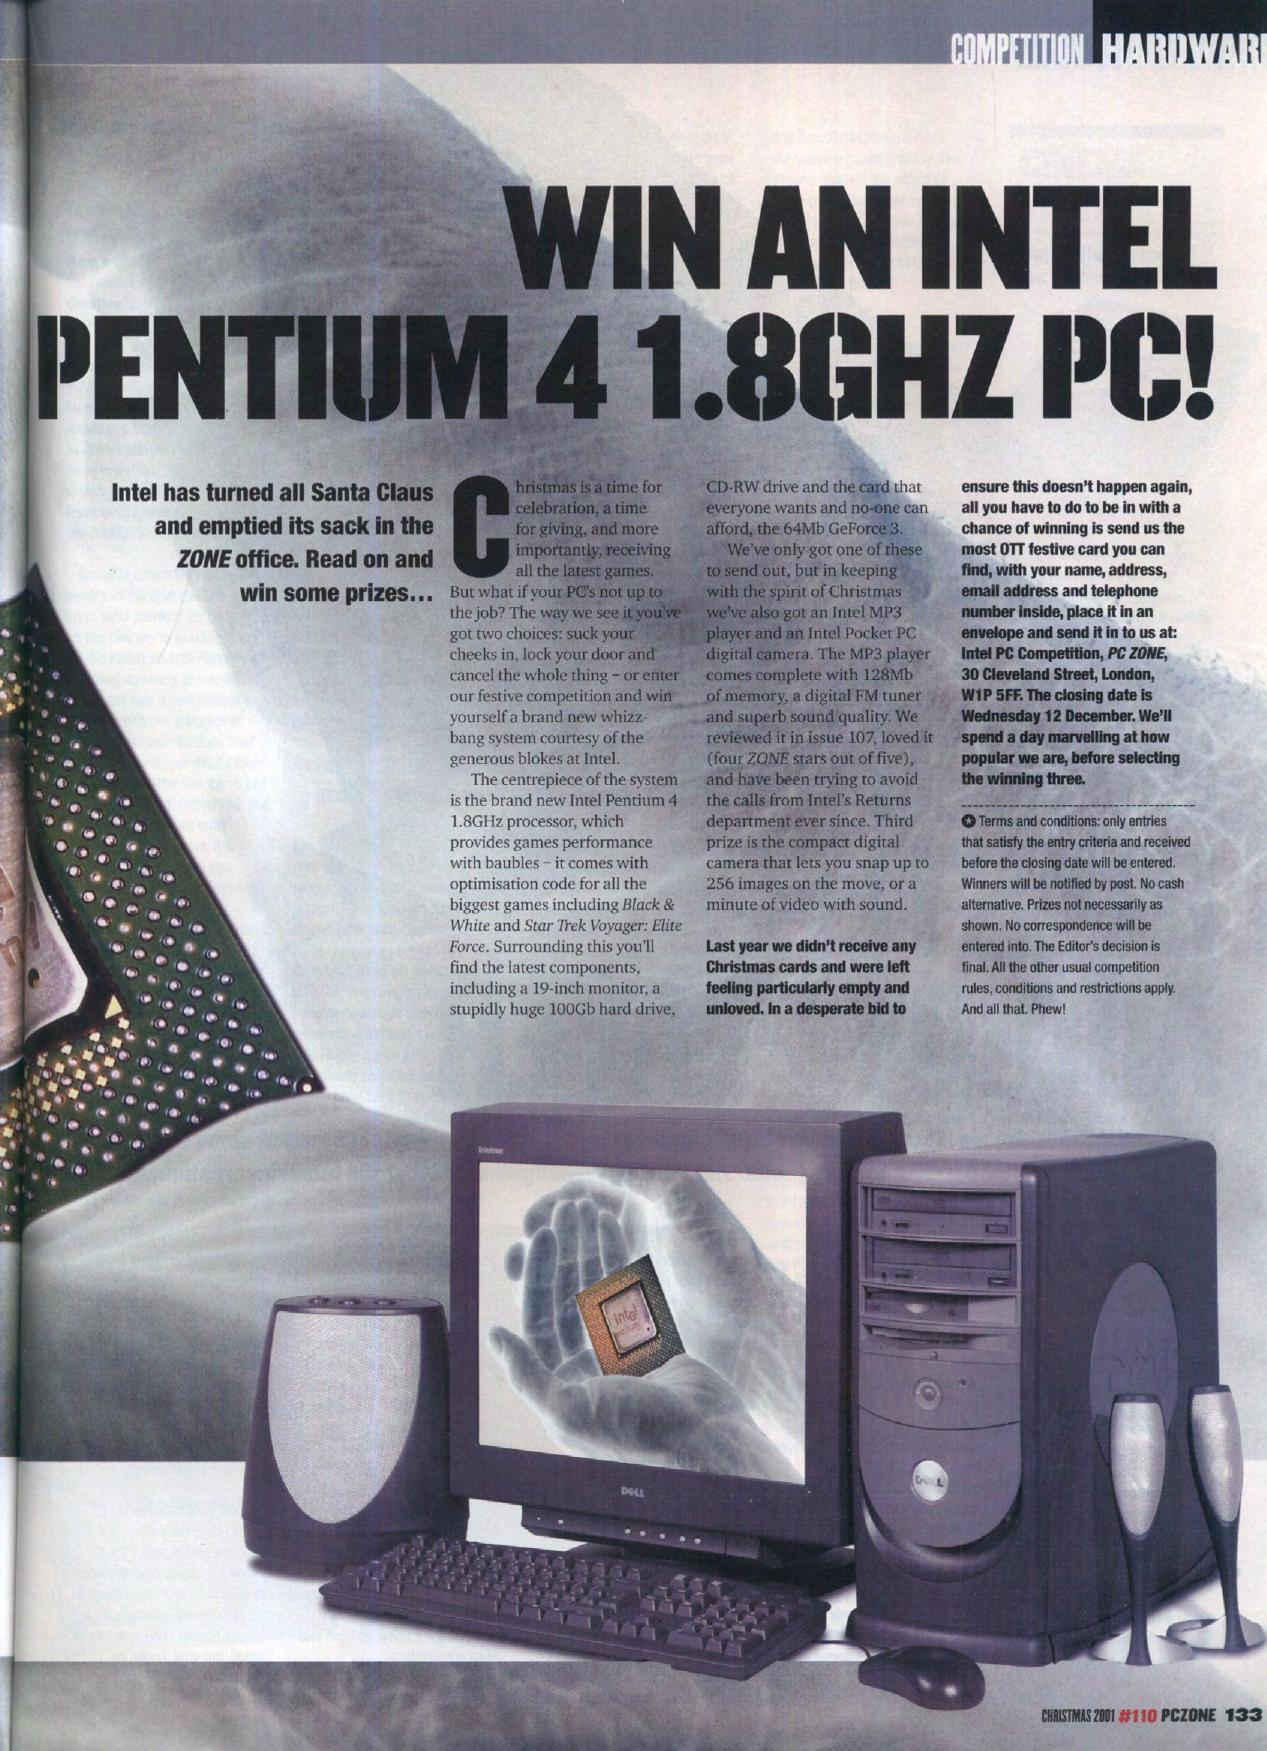 COMPETITION HARDWAR
WIN AN INTEL
PENTIUM 4 1.8GHZ PC!
Intel has turned all Santa Claus
and emptied its sack in the
ZONE office. Read on and
win some prizes...
Christmas is a time for
celebration, a time
for giving, and more
importantly, receiving
all the latest games.
But what if your PC's not up to
the job? The way we see it you've
got two choices: suck your
cheeks in, lock your door and
cancel the whole thing – or enter
our festive competition and win
yourself a brand new whizz-
bang system courtesy of the
generous blokes at Intel.
The centrepiece of the system
is the brand new Intel Pentium 4
1.8GHz processor, which
provides games performance
with baubles – it comes with
optimisation code for all the
biggest games including Black &
White and Star Trek Voyager: Elite
Force. Surrounding this you'll
find the latest components,
including a 19-inch monitor, a
stupidly huge 100Gb hard drive,
CD-RW drive and the card that
everyone wants and no-one can
afford, the 64Mb GeForce 3.
We've only got one of these
to send out, but in keeping
with the spirit of Christmas
we've also got an Intel MP3
player and an Intel Pocket PC
digital camera. The MP3 player
comes complete with 128Mb
of memory, a digital FM tuner
and superb sound quality. We
reviewed it in issue 107, loved it
(four ZONE stars out of five),
and have been trying to avoid
the calls from Intel's Returns
department ever since. Third
prize is the compact digital
camera that lets you snap up to
256 images on the move, or a
minute of video with sound.
Last year we didn't receive any
Christmas cards and were left
feeling particularly empty and
unloved. In a desperate bid to
ensure this doesn't happen again,
all you have to do to be in with a
chance of winning is send us the
most OTT festive card you can
find, with your name, address,
email address and telephone
number inside, place it in an
envelope and send it in to us at:
Intel PC Competition, PC ZONE,
30 Cleveland Street, London,
W1P 5FF. The closing date is
Wednesday 12 December. We'll
spend a day marvelling at how
popular we are, before selecting
the winning three.
Terms and conditions: only entries
that satisfy the entry criteria and received
before the closing date will be entered.
Winners will be notified by post. No cash
alternative. Prizes not necessarily as
shown. No correspondence will be
entered into. The Editor's decision is
final. All the other usual competition
rules, conditions and restrictions apply.
And all that. Phew!
Trinitron
intel
pentium 4
DELL
DELL
CHRISTMAS 2001 #110 PCZONE 133